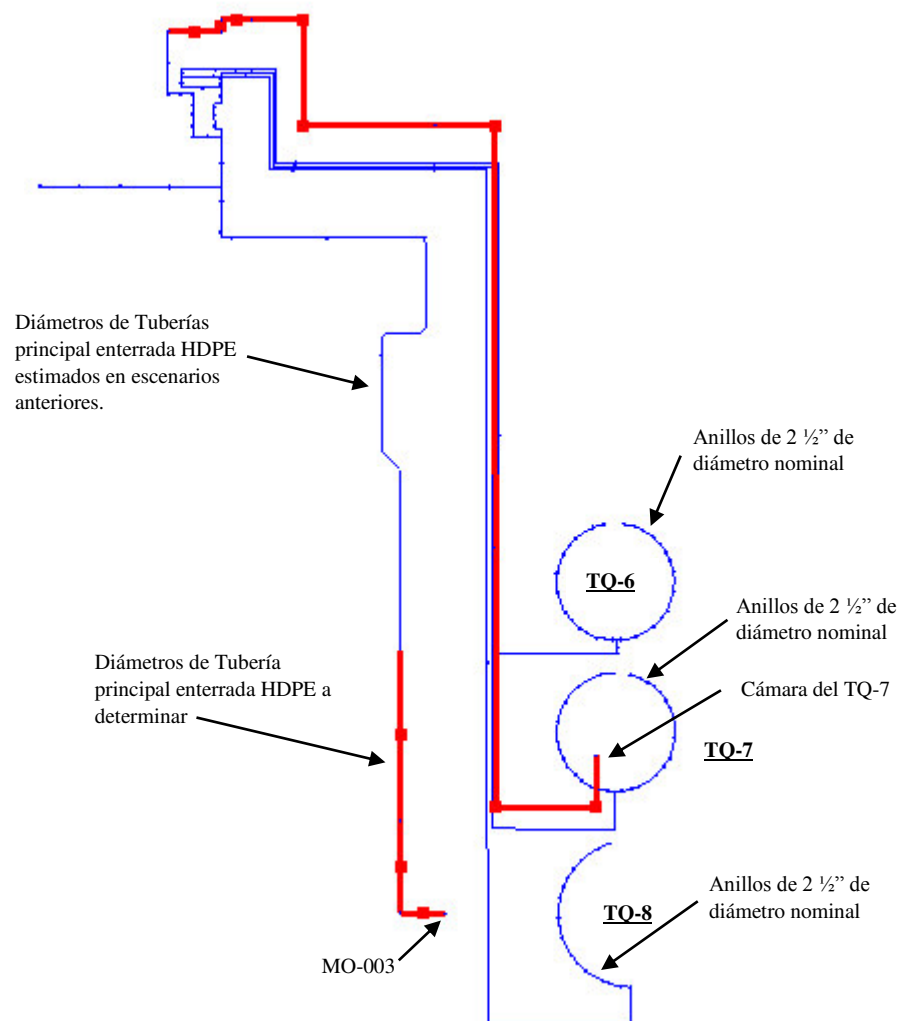 Diámetros de Tuberías
principal enterrada HDPE
estimados en escenarios
anteriores.
Anillos de 2 ½” de
diámetro nominal
TQ-6
Anillos de 2 ½” de
diámetro nominal
Diámetros de Tubería
principal enterrada HDPE a
determinar
Cámara del TQ-7
TQ-7
Anillos de 2 ½” de
diámetro nominal
TQ-8
MO-003